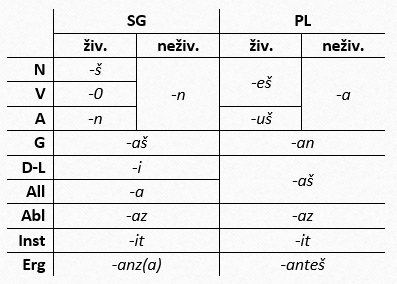 SG PL
živ. neživ. živ. neživ.
N -š -n -eš -a
V -0
A -n -uš
G -aš -an
D-L -i -aš
All -a
Abl -az -az
Inst -it -it
Erg -anz(a) -anteš